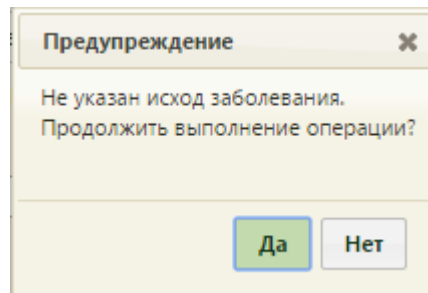 Предупреждение
Не указан исход заболевания.
Продолжить выполнение операции?
Да
Нет